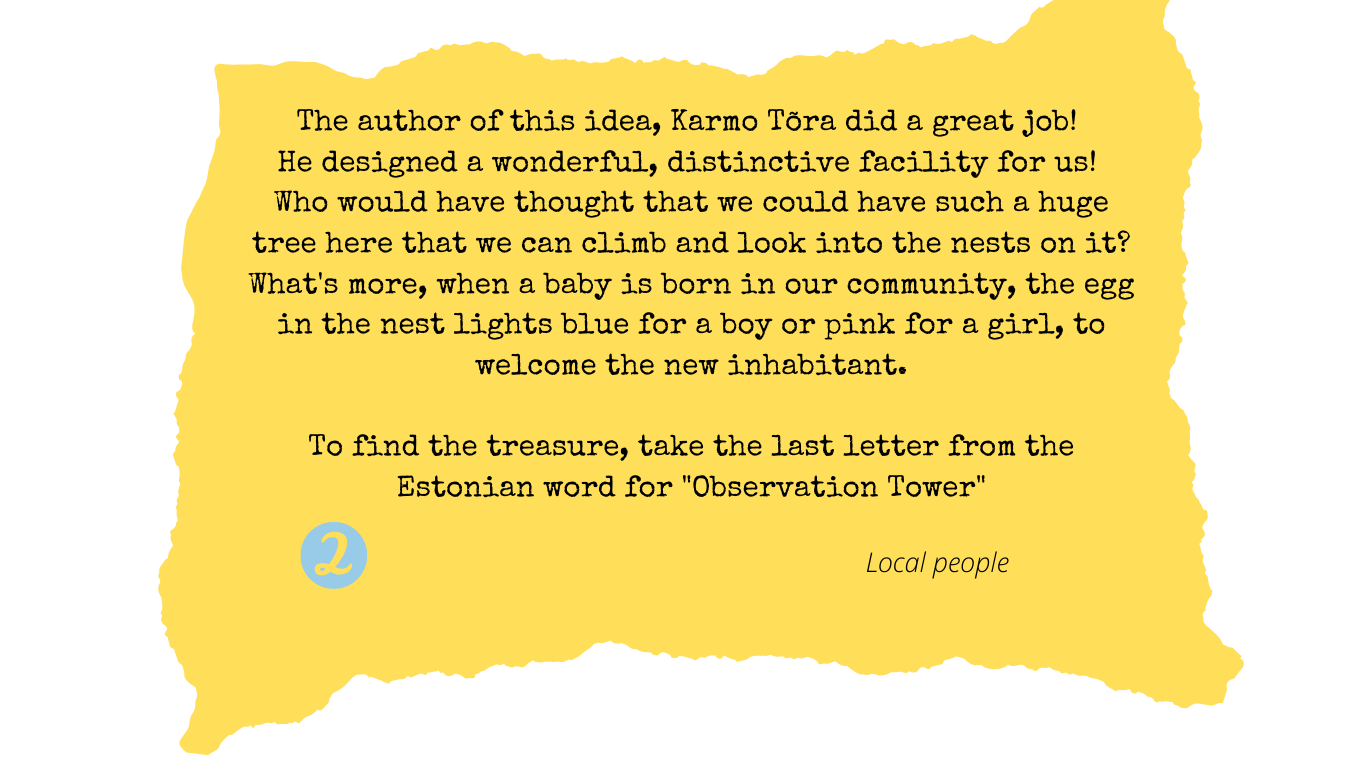 The author of this idea, Karmo Tõra did a great job!
He designed a wonderful, distinctive facility for us!
Who would have thought that we could have such a huge
tree here that we can climb and look into the nests on it?
What's more, when a baby is born in our community, the egg
in the nest lights blue for a boy or pink for a girl, to
welcome the new inhabitant.
To find the treasure, take the last letter from the
Estonian word for "Observation Tower"
2
Local people